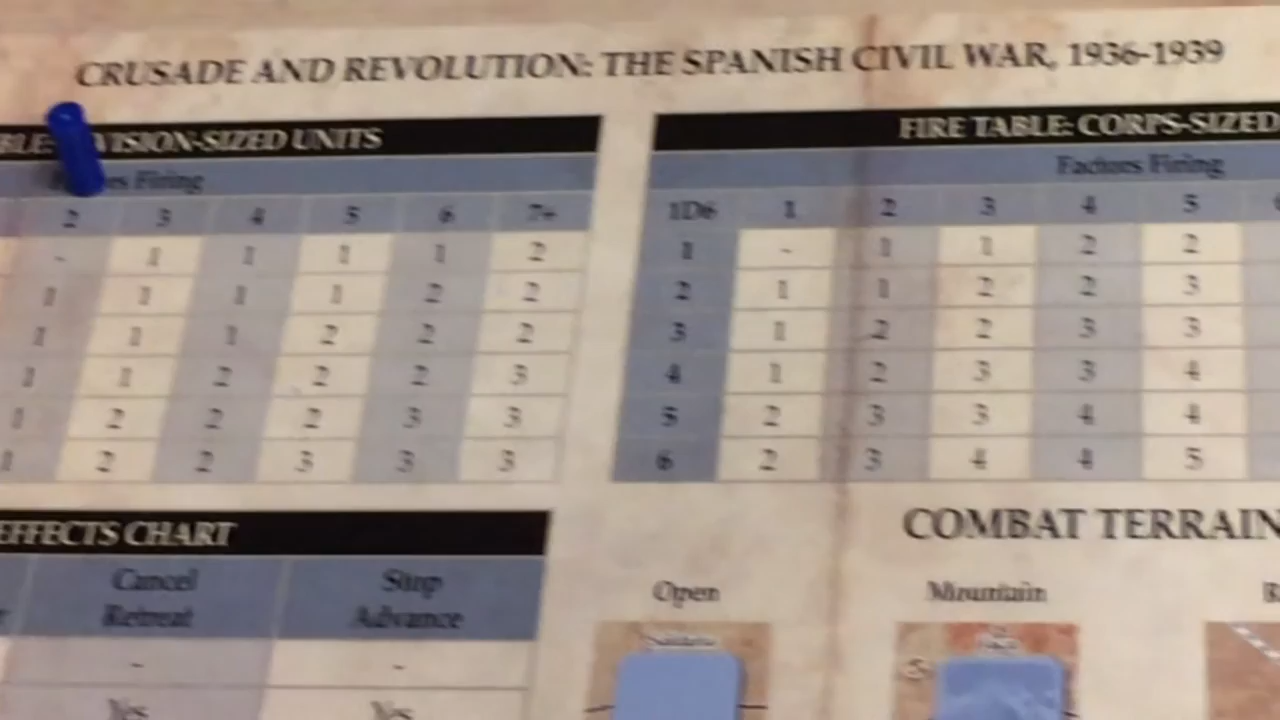 CRUSADE AND REVOLUTION: THE SPANISH CIVIL WAR, 1936-1939
VISION-SIZED UNITS
Firing
2 3 4 5 6 7+
- 1 1 1 1 2
1 1 1 1 2 2
1 1 1 2 2 2
1 1 2 2 2 3
1 2 2 2 3 3
1 2 2 3 3 3
FIRE TABLE: CORPS-SIZED
Factors Firing
1D6 1 2 3 4 5
1 - 1 1 2 2
2 1 1 2 2 3
3 1 2 2 3 3
4 1 2 3 3 4
5 2 3 3 4 4
6 2 3 4 4 5
EFFECTS CHART
Cancel
Retreat
Stop
Advance
- -
Yes Yes
COMBAT TERRAIN
Open Mountain